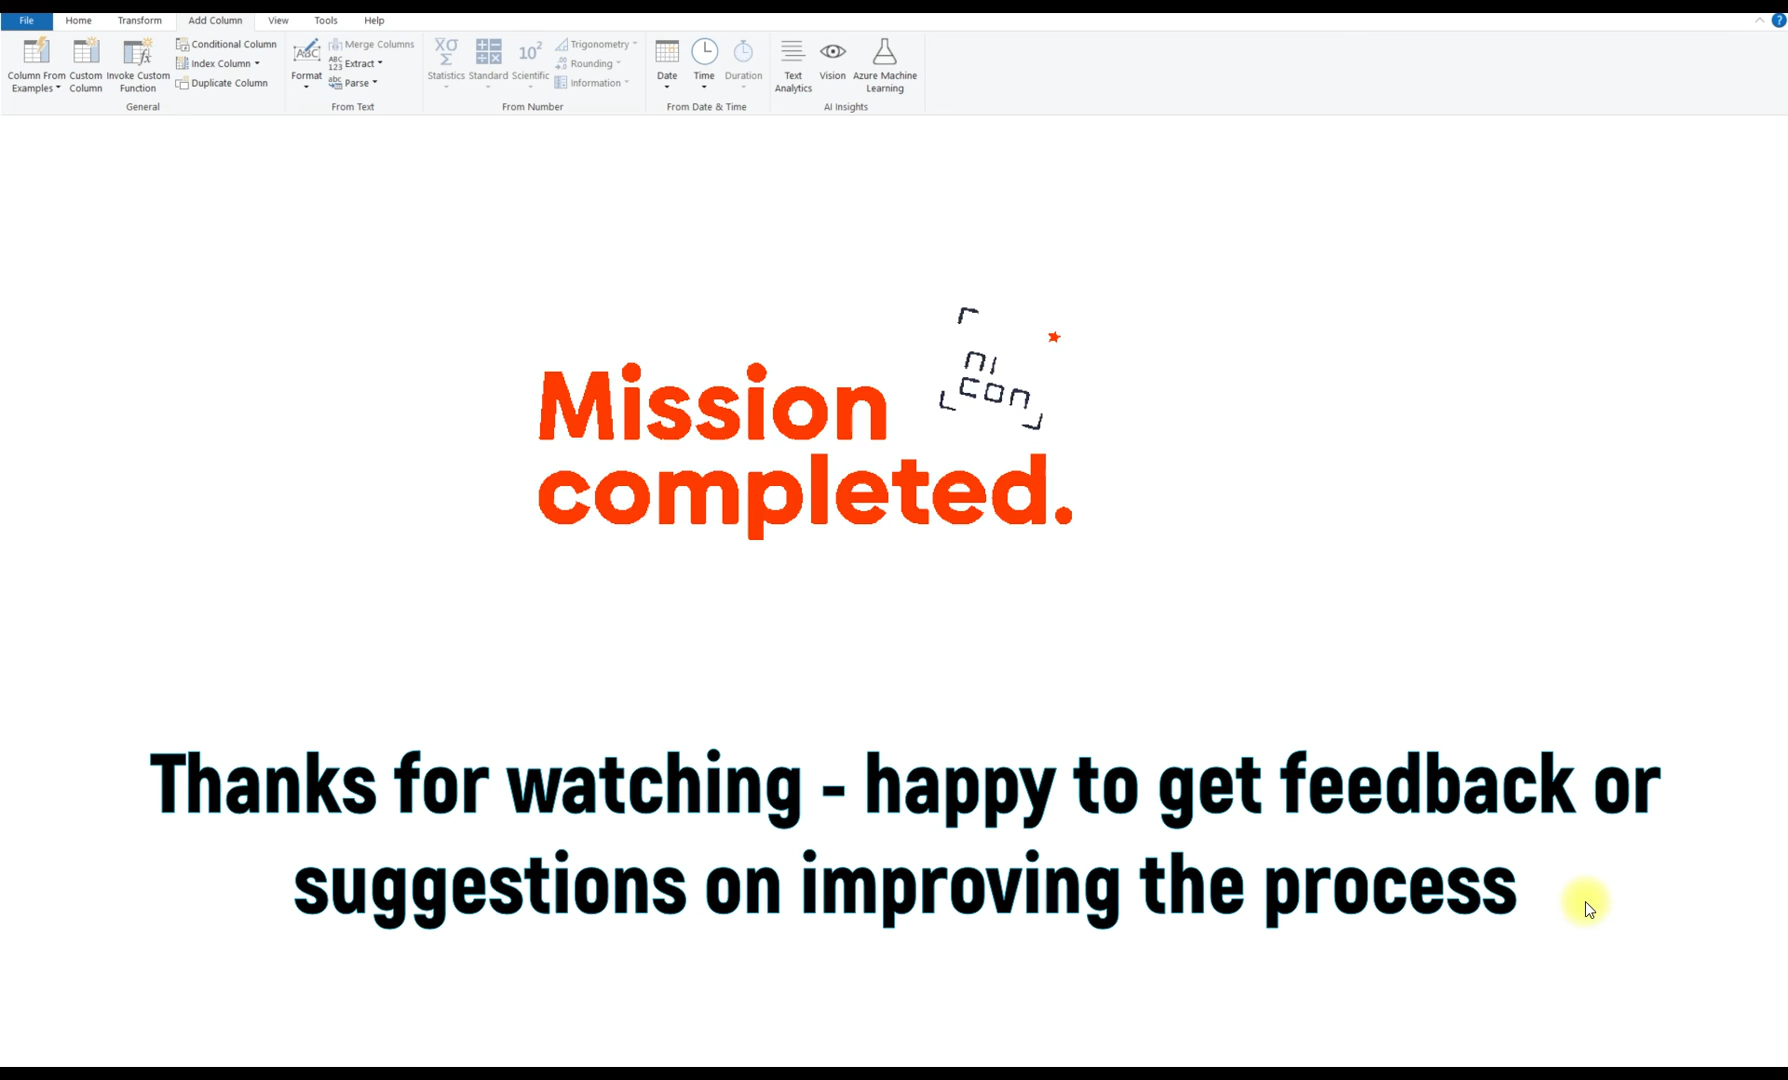 File Home Transform Add Column View Tools Help
Column From Examples
Custom Column
Invoke Custom Function
Conditional Column
Index Column
Duplicate Column
General
Format
Merge Columns
Extract
Parse
From Text
Statistics
Standard
Scientific
Trigonometry
Rounding
Information
From Number
Date
Time
Duration
From Date & Time
Text Analytics
Vision
Azure Machine Learning
AI Insights
ni
con
Mission
completed.
Thanks for watching - happy to get feedback or
suggestions on improving the process